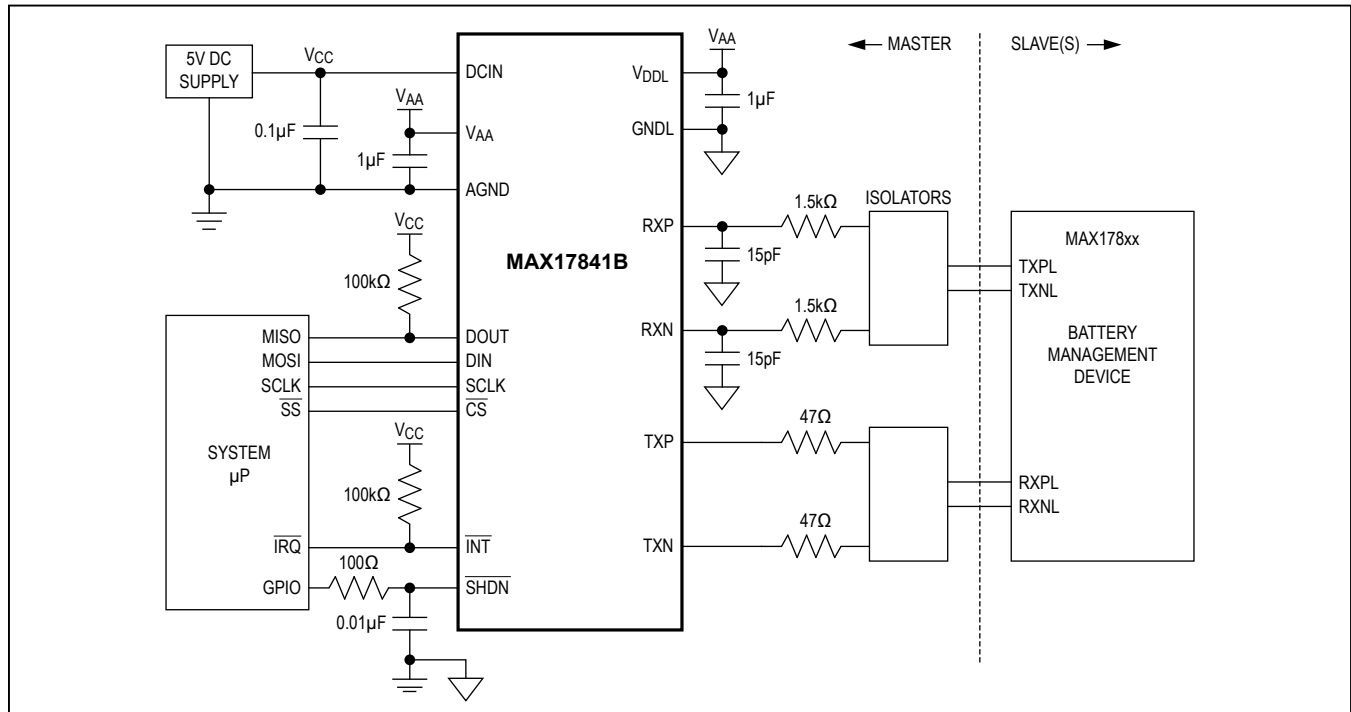 5V DC
SUPPLY
VCC
0.1µF
VAA
1µF
DCIN
VAA
AGND
VCC
100kΩ
MAX17841B
SYSTEM
µP
MISO
MOSI
SCLK
SS
IRQ
GPIO
DOUT
DIN
SCLK
CS
VCC
100kΩ
INT
100Ω
SHDN
0.01µF
VDDL
GNDL
VAA
1µF
RXP
1.5kΩ
15pF
RXN
1.5kΩ
15pF
TXP
47Ω
TXN
47Ω
ISOLATORS
MASTER
SLAVE(S)
MAX178xx
TXPL
TXNL
BATTERY
MANAGEMENT
DEVICE
RXPL
RXNL